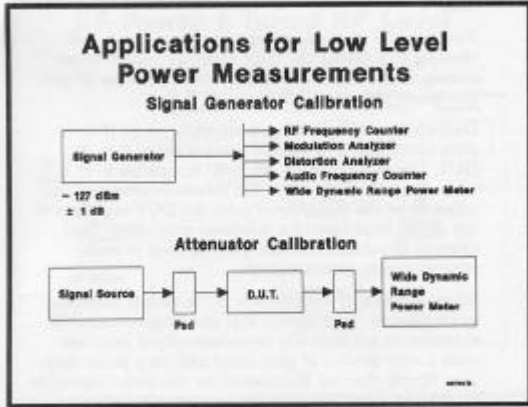 Applications for Low Level
Power Measurements
Signal Generator Calibration
Signal Generator
RF Frequency Counter
Modulation Analyzer
Distortion Analyzer
Audio Frequency Counter
Wide Dynamic Range Power Meter
– 127 dBm
± 1 dB
Attenuator Calibration
Signal Source
Pad
D.U.T.
Pad
Wide Dynamic
Range
Power Meter